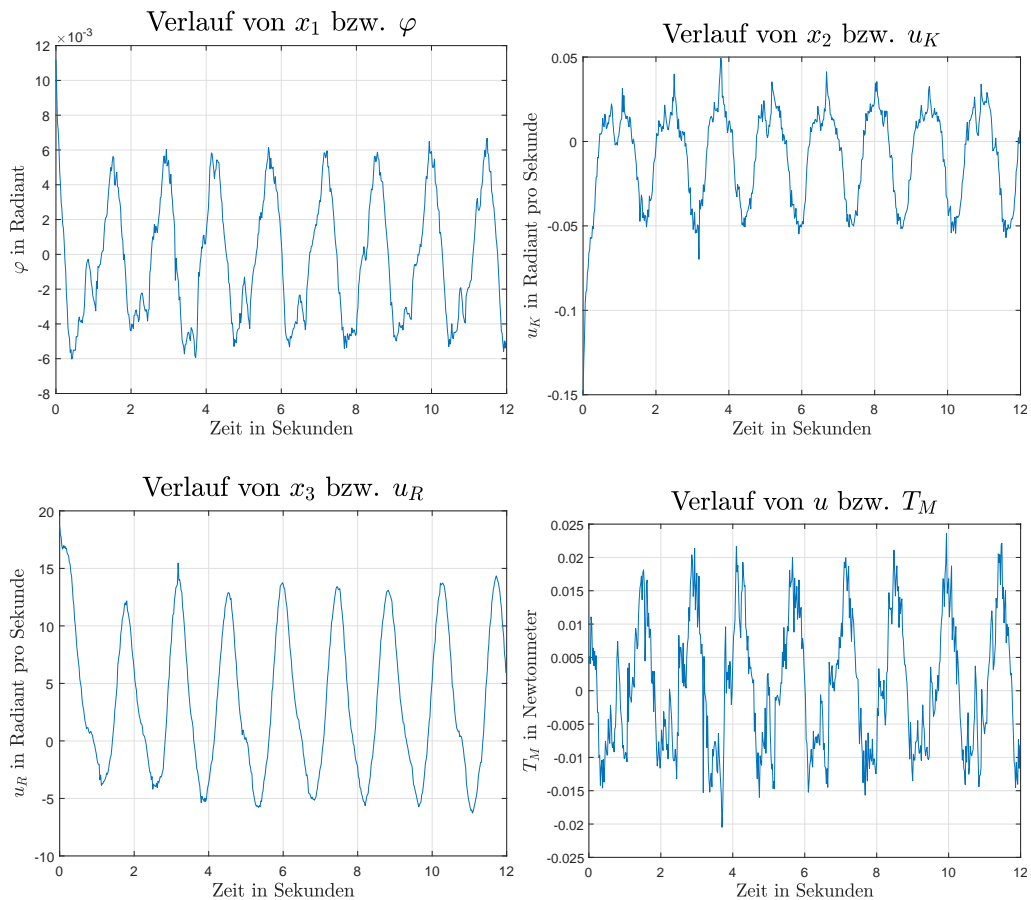 Verlauf von x₁ bzw. φ
×10⁻³
12
10
8
6
4
2
0
-2
-4
-6
-8
φ in Radiant
0 2 4 6 8 10 12
Zeit in Sekunden
Verlauf von x₂ bzw. u_K
0.05
0
-0.05
-0.1
-0.15
u_K in Radiant pro Sekunde
0 2 4 6 8 10 12
Zeit in Sekunden
Verlauf von x₃ bzw. u_R
20
15
10
5
0
-5
-10
u_R in Radiant pro Sekunde
0 2 4 6 8 10 12
Zeit in Sekunden
Verlauf von u bzw. T_M
0.025
0.02
0.015
0.01
0.005
0
-0.005
-0.01
-0.015
-0.02
-0.025
T_M in Newtonmeter
0 2 4 6 8 10 12
Zeit in Sekunden